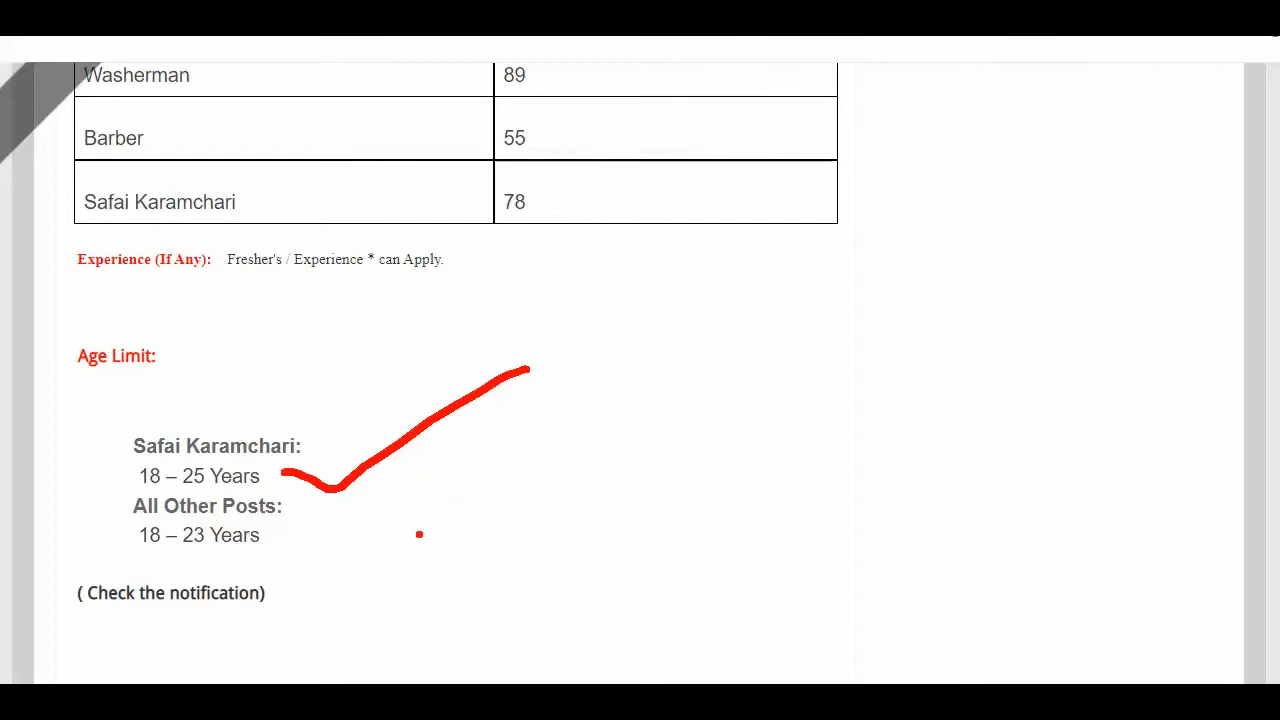 Washerman 89
Barber 55
Safai Karamchari 78
Experience (If Any): Fresher's / Experience * can Apply.
Age Limit:
Safai Karamchari:
18 – 25 Years
All Other Posts:
18 – 23 Years
( Check the notification)